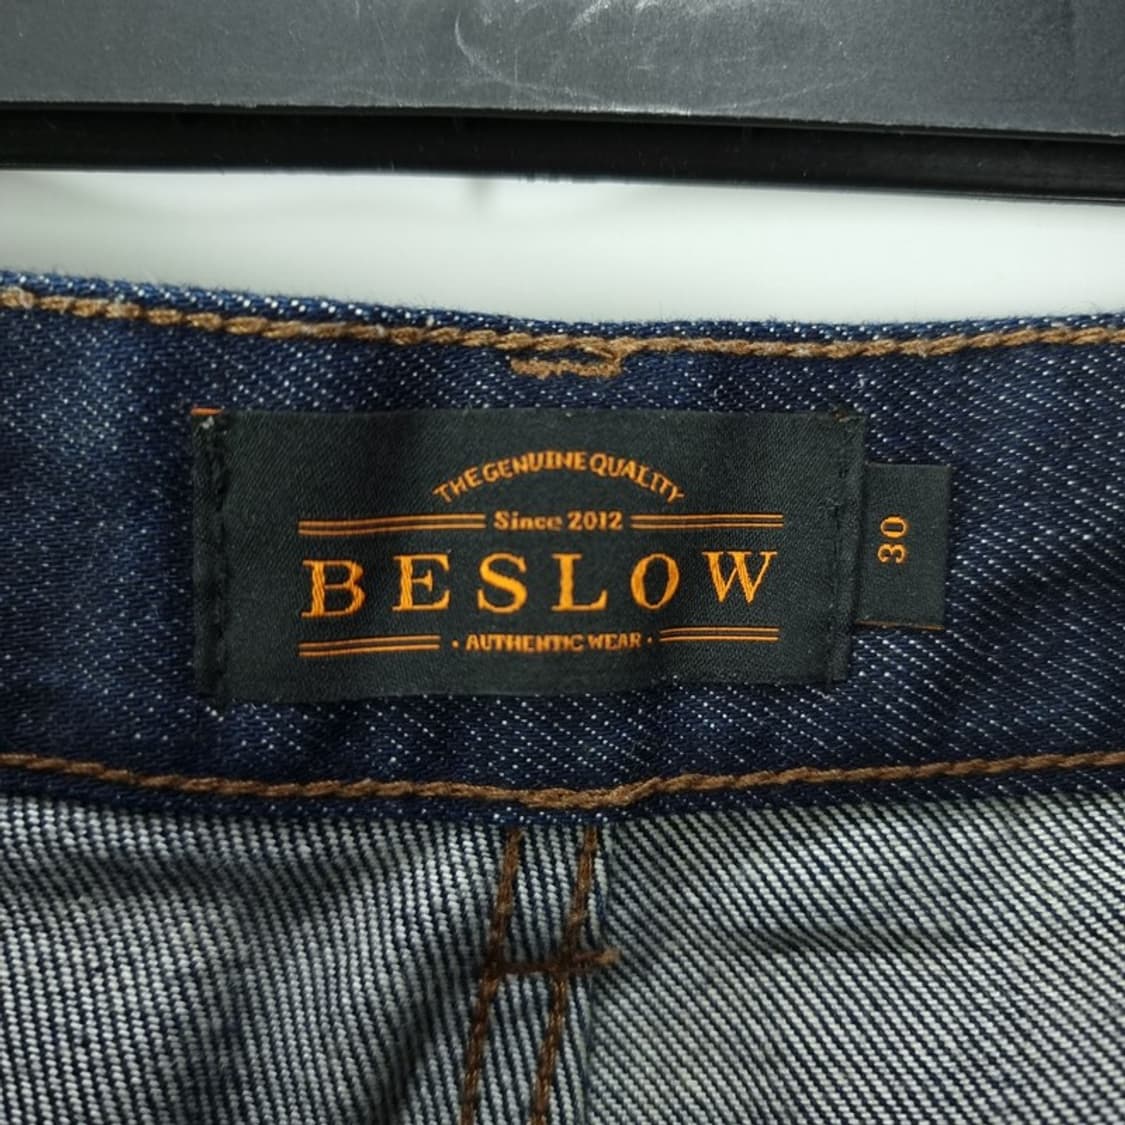 THE GENUINE QUALITY
Since 2012
BESLOW
· AUTHENTIC WEAR ·
30